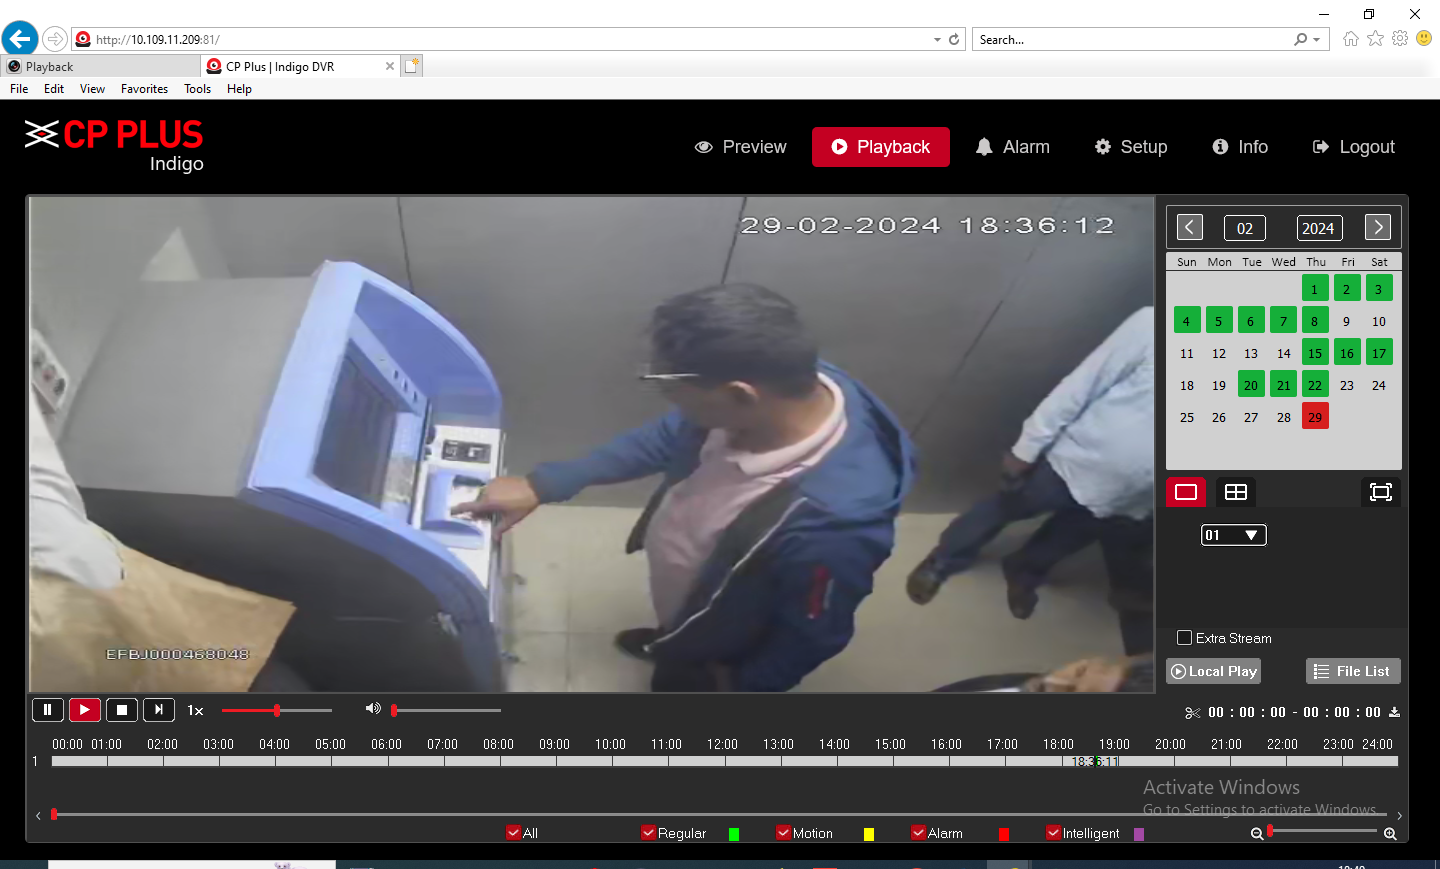 http://10.109.11.209:81/
Search...
Playback
CP Plus | Indigo DVR
File Edit View Favorites Tools Help
CP PLUS
Indigo
Preview Playback Alarm Setup Info Logout
29-02-2024 18:36:12
EFBJ000468048
02 2024
Sun Mon Tue Wed Thu Fri Sat
1 2 3
4 5 6 7 8 9 10
11 12 13 14 15 16 17
18 19 20 21 22 23 24
25 26 27 28 29
01
Extra Stream
Local Play File List
1x
00 : 00 : 00 - 00 : 00 : 00
00:00 01:00 02:00 03:00 04:00 05:00 06:00 07:00 08:00 09:00 10:00 11:00 12:00 13:00 14:00 15:00 16:00 17:00 18:00 19:00 20:00 21:00 22:00 23:00 24:00
1
18:36:11
Activate Windows
Go to Settings to activate Windows.
All Regular Motion Alarm Intelligent